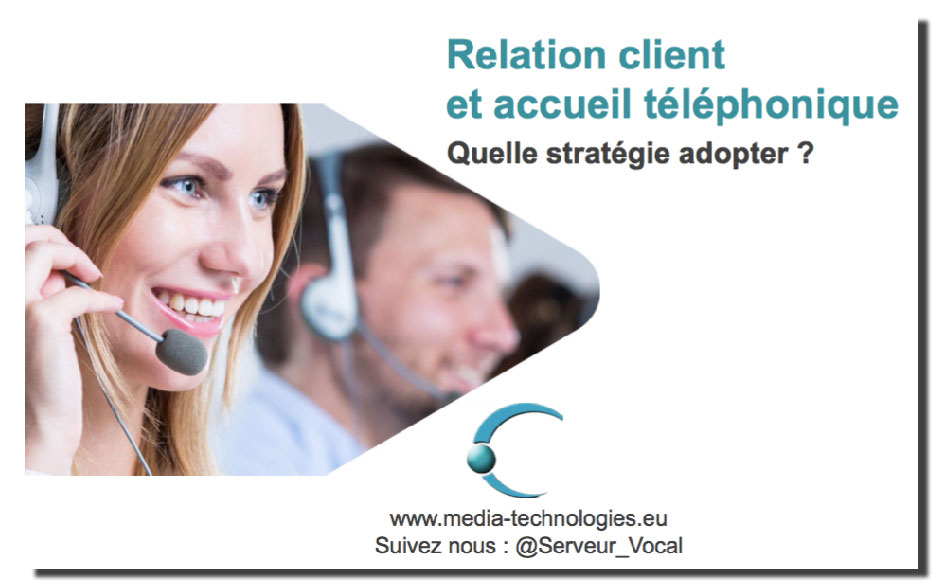 Relation client
et accueil téléphonique
Quelle stratégie adopter ?
www.media-technologies.eu
Suivez nous : @Serveur_Vocal